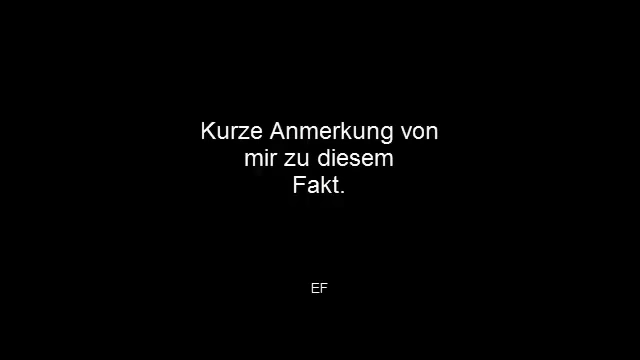 Kurze Anmerkung von
mir zu diesem
Fakt.
EF